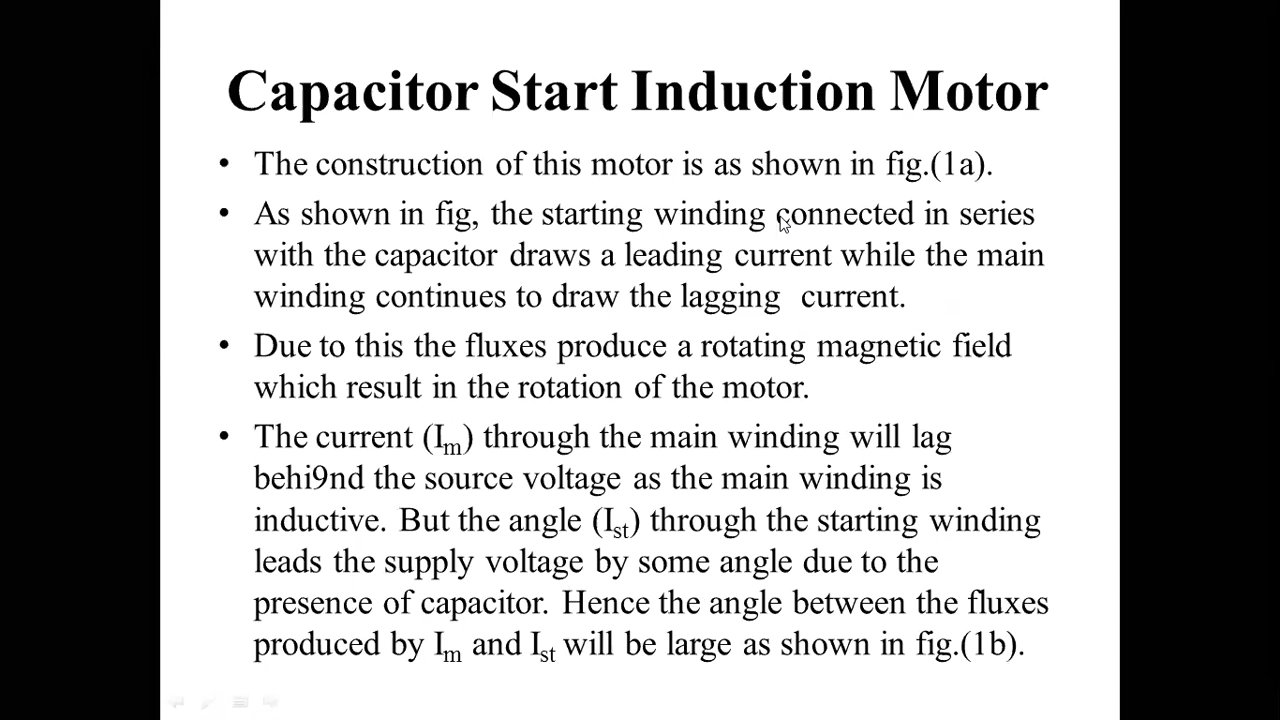 Capacitor Start Induction Motor
• The construction of this motor is as shown in fig.(1a).
• As shown in fig, the starting winding connected in series
with the capacitor draws a leading current while the main
winding continues to draw the lagging current.
• Due to this the fluxes produce a rotating magnetic field
which result in the rotation of the motor.
• The current (Im) through the main winding will lag
behi9nd the source voltage as the main winding is
inductive. But the angle (Ist) through the starting winding
leads the supply voltage by some angle due to the
presence of capacitor. Hence the angle between the fluxes
produced by Im and Ist will be large as shown in fig.(1b).